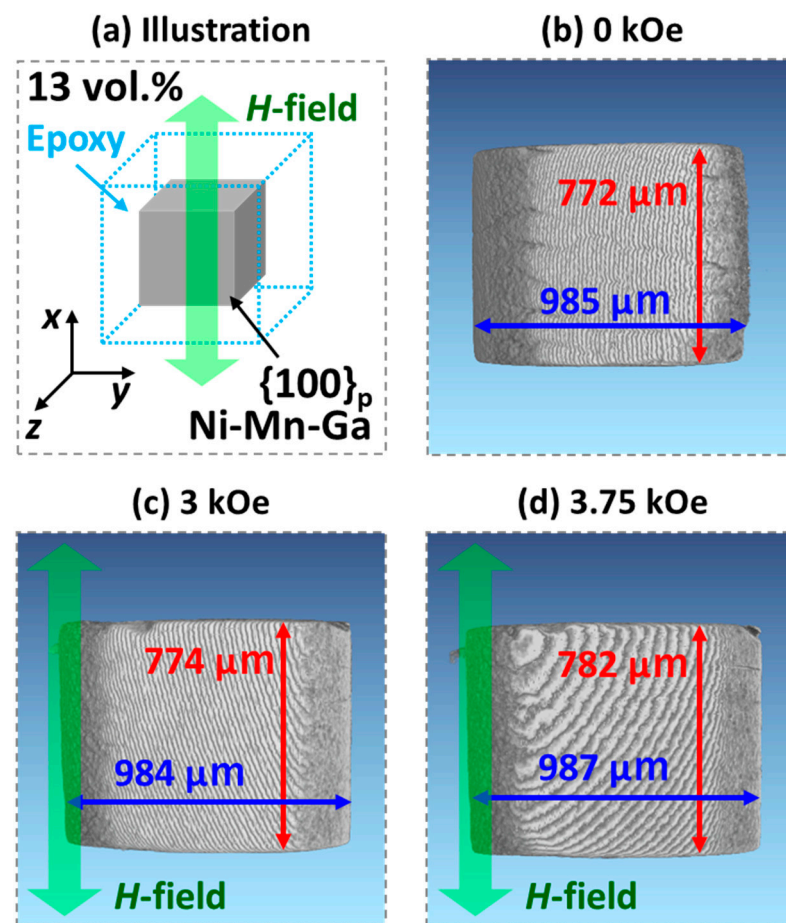 (a) Illustration
13 vol.%
H-field
Epoxy
x
y
z
{100}p
Ni-Mn-Ga
(b) 0 kOe
772 μm
985 μm
(c) 3 kOe
774 μm
984 μm
H-field
(d) 3.75 kOe
782 μm
987 μm
H-field